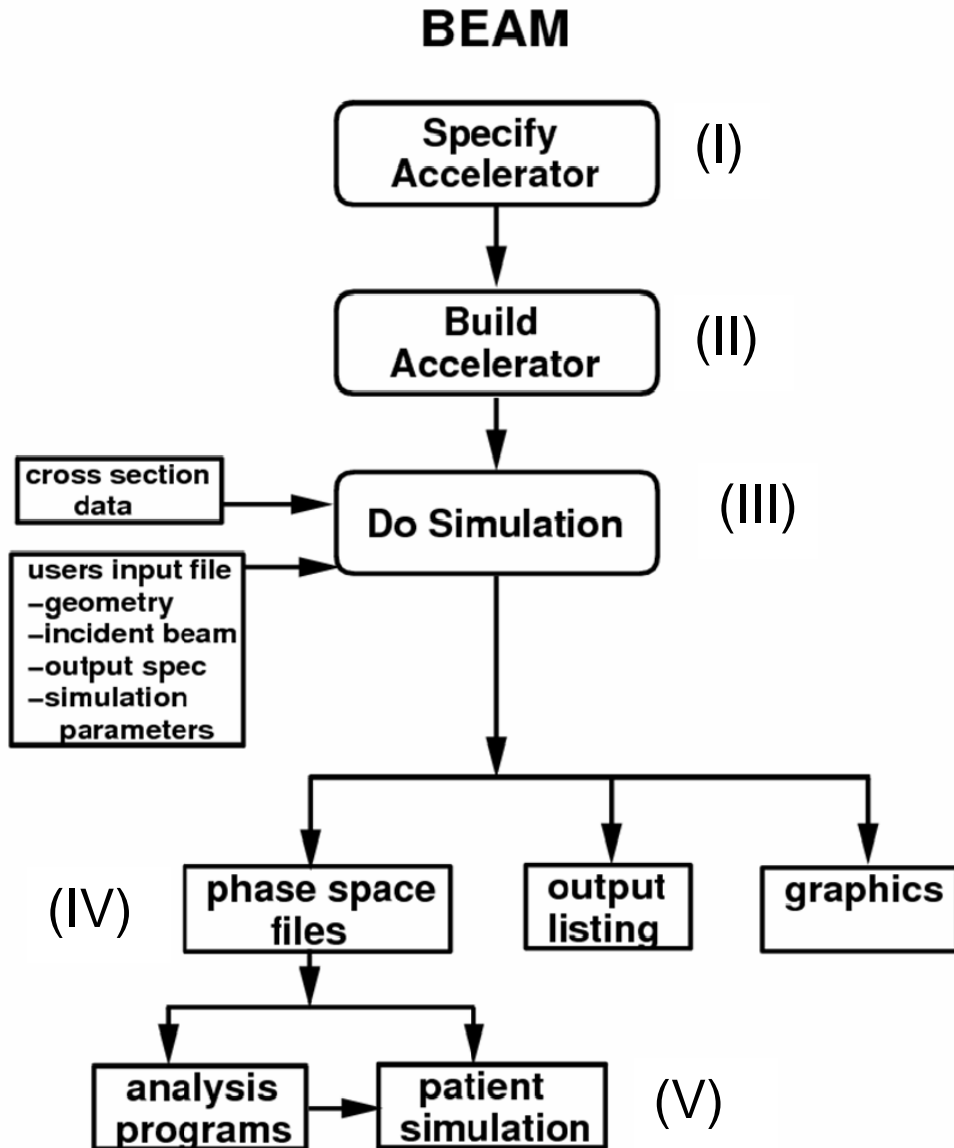 BEAM
Specify
Accelerator
(I)
Build
Accelerator
(II)
cross section
data
Do Simulation
(III)
users input file
–geometry
–incident beam
–output spec
–simulation
parameters
(IV)
phase space
files
output
listing
graphics
analysis
programs
patient
simulation
(V)